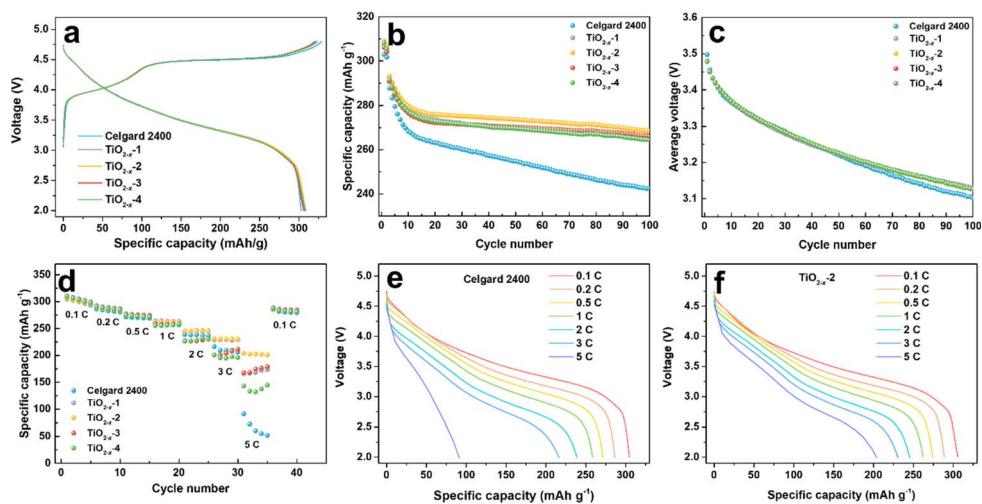 a
Voltage (V)
5.0
4.5
4.0
3.5
3.0
2.5
2.0
Celgard 2400
TiO2-x-1
TiO2-x-2
TiO2-x-3
TiO2-x-4
0 50 100 150 200 250 300
Specific capacity (mAh/g)
b
Specific capacity (mAh g-1)
320
300
280
260
240
Celgard 2400
TiO2-x-1
TiO2-x-2
TiO2-x-3
TiO2-x-4
0 10 20 30 40 50 60 70 80 90 100
Cycle number
c
Average voltage (V)
3.5
3.4
3.3
3.2
3.1
Celgard 2400
TiO2-x-1
TiO2-x-2
TiO2-x-3
TiO2-x-4
0 10 20 30 40 50 60 70 80 90 100
Cycle number
d
Specific capacity (mAh g-1)
350
300
250
200
150
100
50
0
0.1 C
0.2 C
0.5 C
1 C
2 C
3 C
5 C
0.1 C
Celgard 2400
TiO2-x-1
TiO2-x-2
TiO2-x-3
TiO2-x-4
0 10 20 30 40
Cycle number
e
Celgard 2400
Voltage (V)
5.0
4.5
4.0
3.5
3.0
2.5
2.0
0.1 C
0.2 C
0.5 C
1 C
2 C
3 C
5 C
0 50 100 150 200 250 300
Specific capacity (mAh g-1)
f
TiO2-x-2
Voltage (V)
5.0
4.5
4.0
3.5
3.0
2.5
2.0
0.1 C
0.2 C
0.5 C
1 C
2 C
3 C
5 C
0 50 100 150 200 250 300
Specific capacity (mAh g-1)